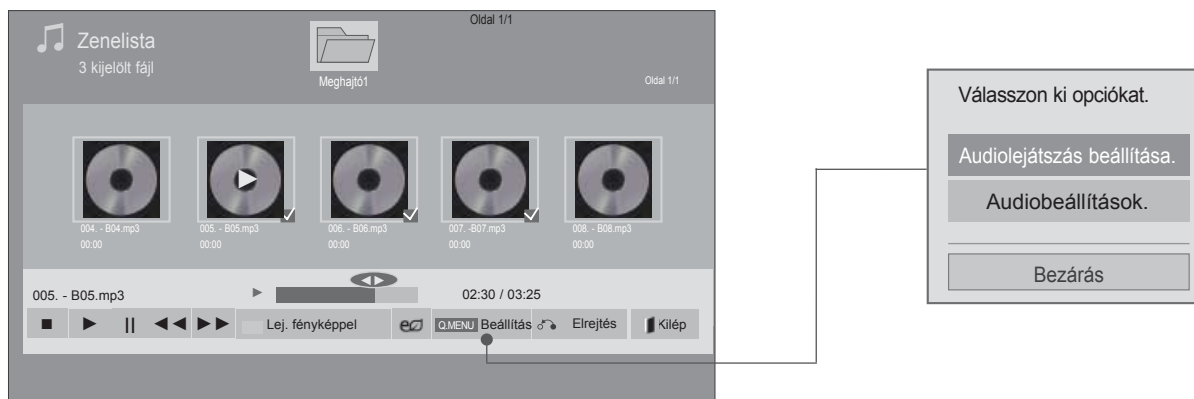 Oldal 1/1
Zenelista
3 kijelölt fájl
Meghajtó1
Oldal 1/1
004. - B04.mp3
00:00
005. - B05.mp3
00:00
006. - B06.mp3
00:00
007. -B07.mp3
00:00
008. - B08.mp3
00:00
005. - B05.mp3
02:30 / 03:25
Lej. fényképpel
Q.MENU Beállítás
Elrejtés
Kilép
Válasszon ki opciókat.
Audiolejátszás beállítása.
Audiobeállítások.
Bezárás